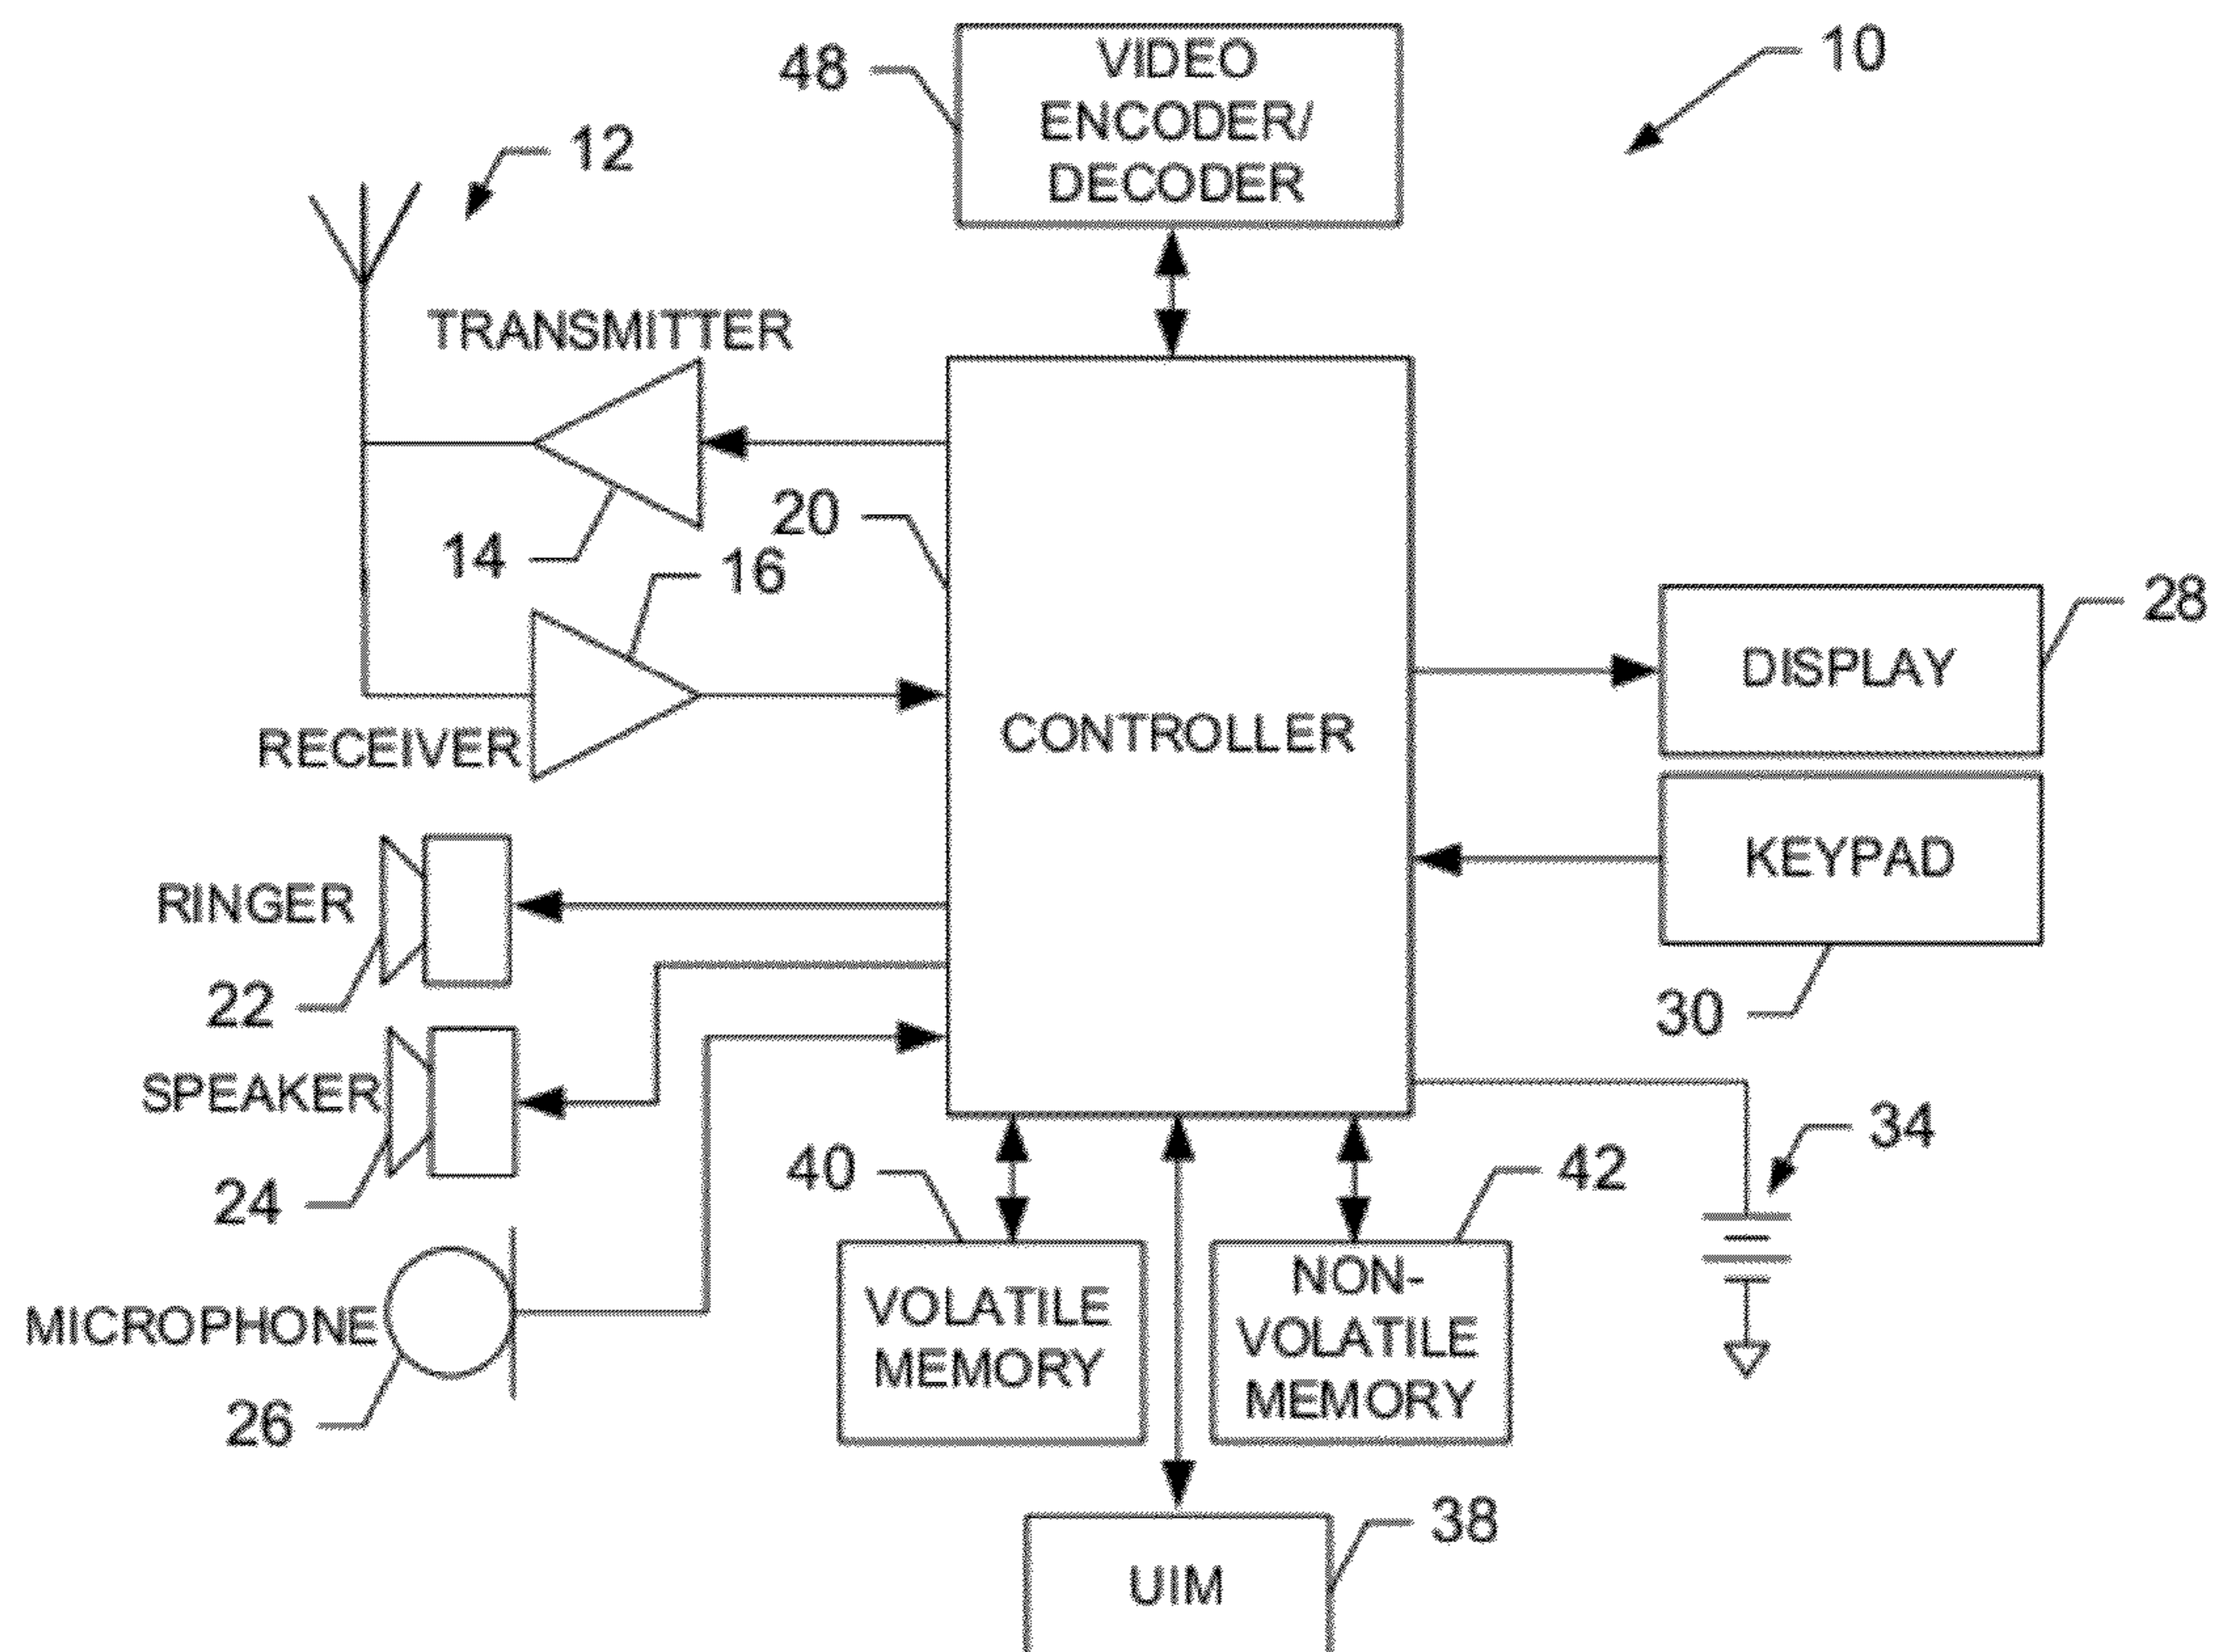 48
VIDEO
ENCODER/
DECODER
10
12
TRANSMITTER
14
16
20
CONTROLLER
RECEIVER
DISPLAY
28
KEYPAD
30
RINGER
22
SPEAKER
24
MICROPHONE
26
40
VOLATILE
MEMORY
42
NON-
VOLATILE
MEMORY
34
UIM
38